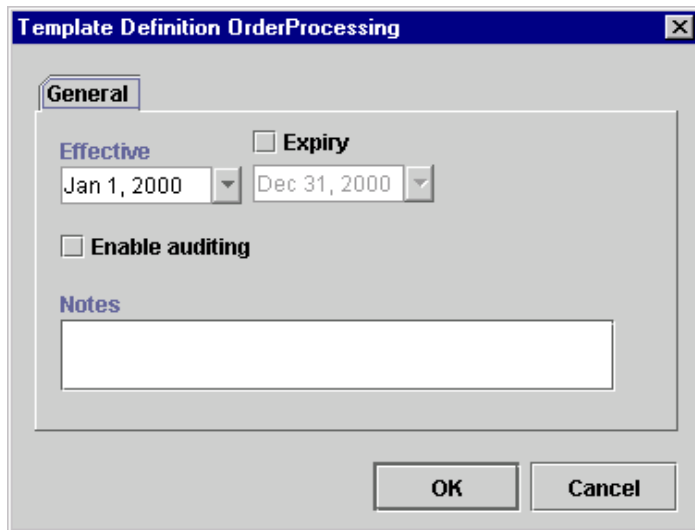 Template Definition OrderProcessing
General
Effective
Expiry
Jan 1, 2000
Dec 31, 2000
Enable auditing
Notes
OK
Cancel